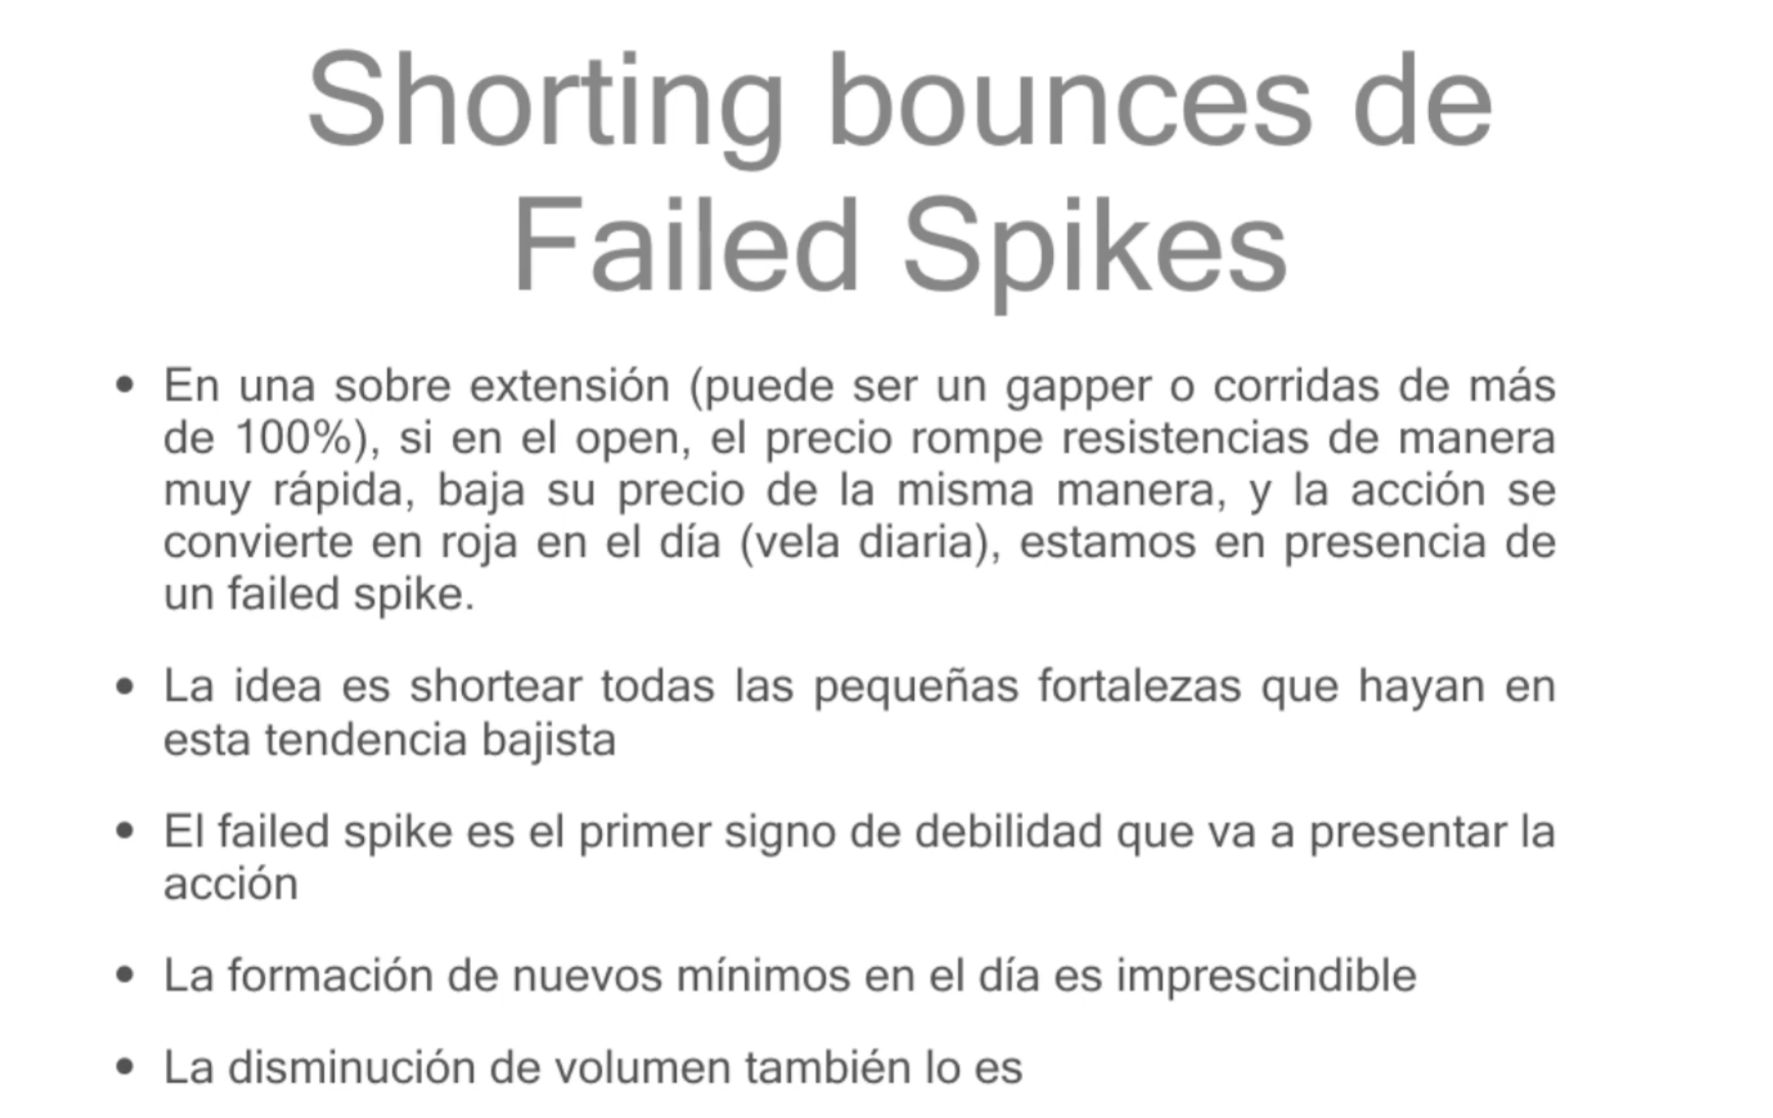 Shorting bounces de
Failed Spikes
• En una sobre extensión (puede ser un gapper o corridas de más
de 100%), si en el open, el precio rompe resistencias de manera
muy rápida, baja su precio de la misma manera, y la acción se
convierte en roja en el día (vela diaria), estamos en presencia de
un failed spike.
• La idea es shortear todas las pequeñas fortalezas que hayan en
esta tendencia bajista
• El failed spike es el primer signo de debilidad que va a presentar la
acción
• La formación de nuevos mínimos en el día es imprescindible
• La disminución de volumen también lo es